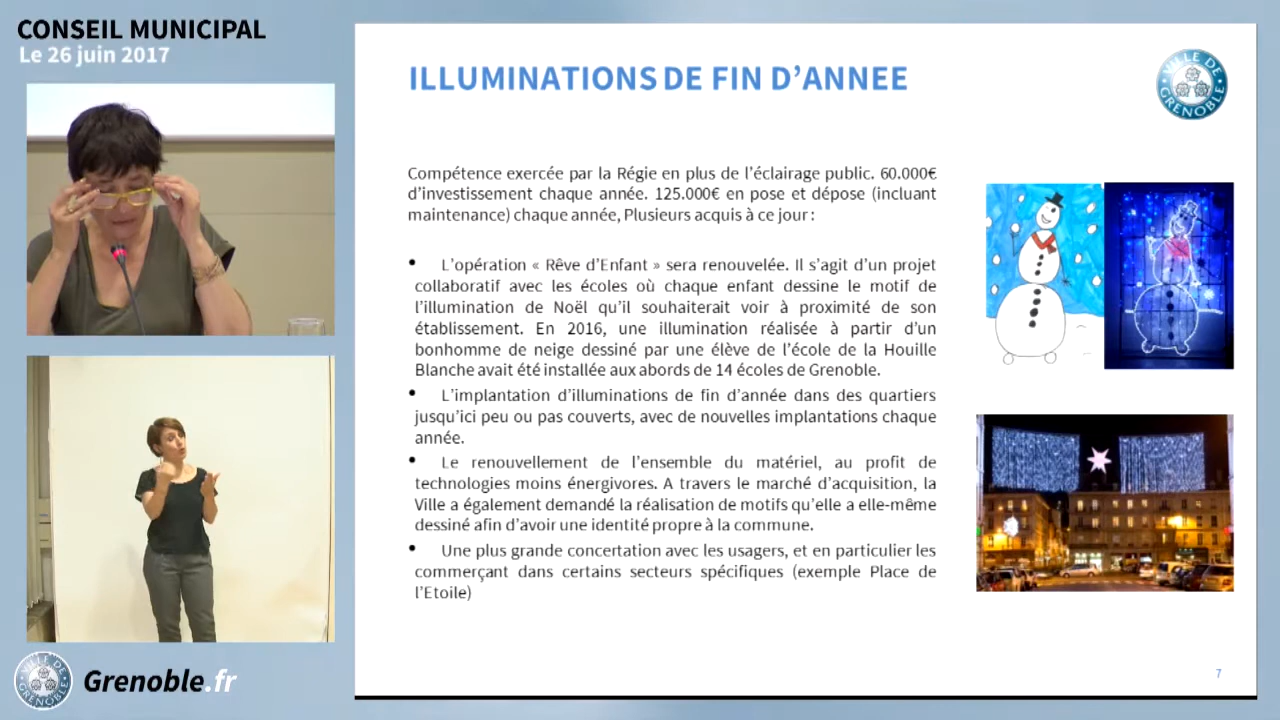 CONSEIL MUNICIPAL
Le 26 juin 2017
ILLUMINATIONS DE FIN D’ANNEE
VILLE DE GRENOBLE
Compétence exercée par la Régie en plus de l’éclairage public. 60.000€
d’investissement chaque année. 125.000€ en pose et dépose (incluant
maintenance) chaque année, Plusieurs acquis à ce jour :
• L’opération « Rêve d’Enfant » sera renouvelée. Il s’agit d’un projet
collaboratif avec les écoles où chaque enfant dessine le motif de
l’illumination de Noël qu’il souhaiterait voir à proximité de son
établissement. En 2016, une illumination réalisée à partir d’un
bonhomme de neige dessiné par une élève de l’école de la Houille
Blanche avait été installée aux abords de 14 écoles de Grenoble.
• L’implantation d’illuminations de fin d’année dans des quartiers
jusqu’ici peu ou pas couverts, avec de nouvelles implantations chaque
année.
• Le renouvellement de l’ensemble du matériel, au profit de
technologies moins énergivores. A travers le marché d’acquisition, la
Ville a également demandé la réalisation de motifs qu’elle a elle-même
dessiné afin d’avoir une identité propre à la commune.
• Une plus grande concertation avec les usagers, et en particulier les
commerçant dans certains secteurs spécifiques (exemple Place de
l’Etoile)
7
VILLE DE GRENOBLE
Grenoble.fr